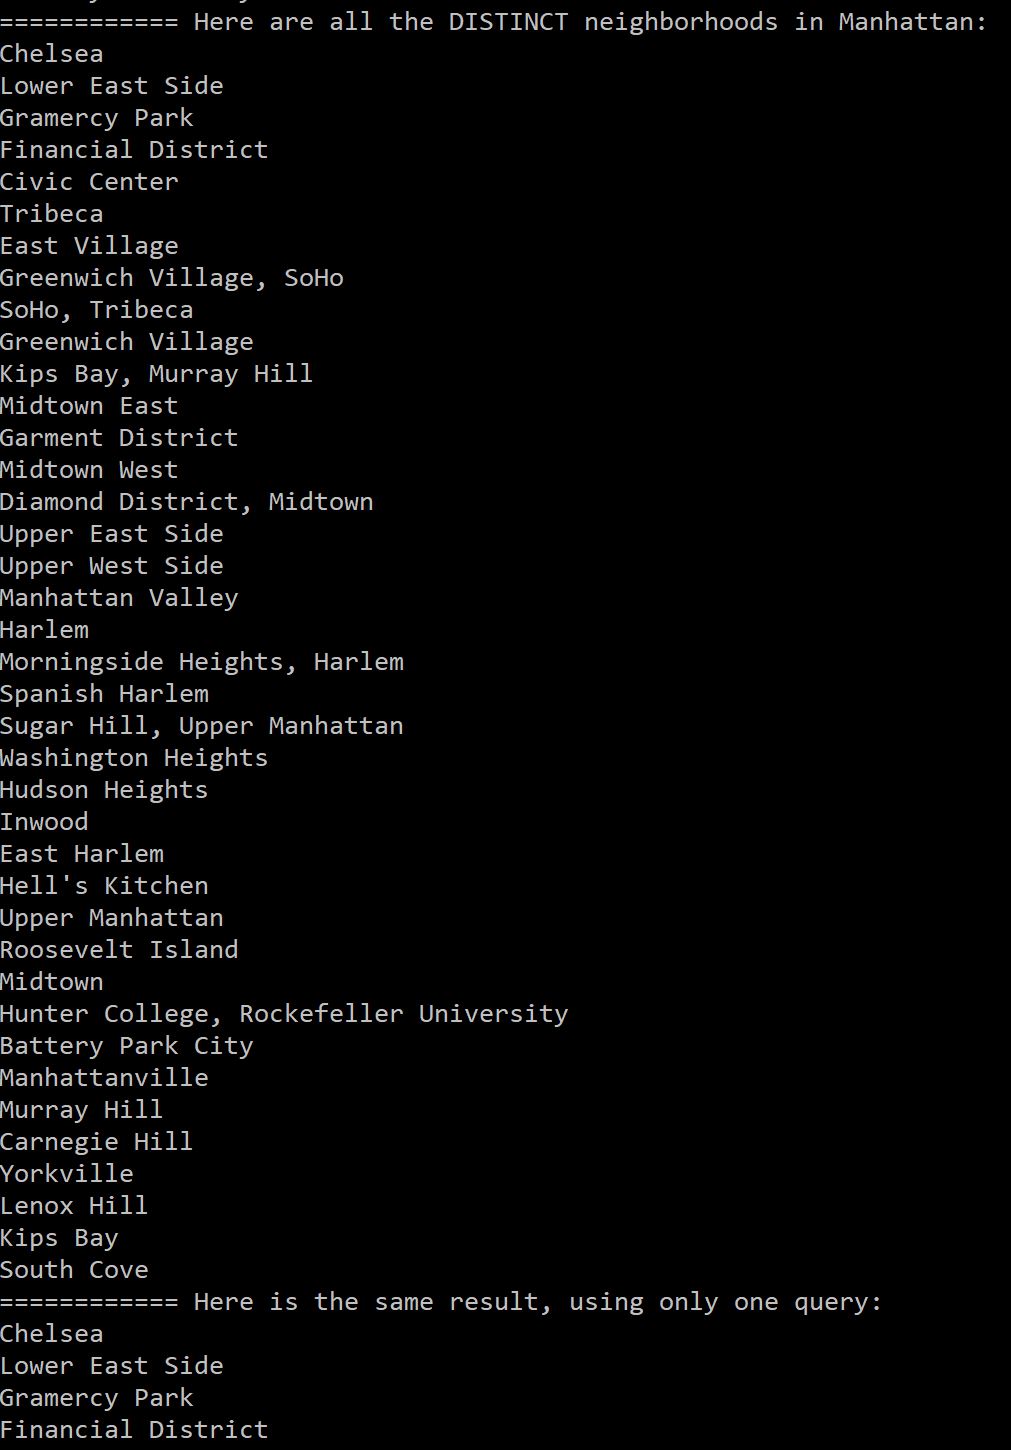 ============ Here are all the DISTINCT neighborhoods in Manhattan:
Chelsea
Lower East Side
Gramercy Park
Financial District
Civic Center
Tribeca
East Village
Greenwich Village, SoHo
SoHo, Tribeca
Greenwich Village
Kips Bay, Murray Hill
Midtown East
Garment District
Midtown West
Diamond District, Midtown
Upper East Side
Upper West Side
Manhattan Valley
Harlem
Morningside Heights, Harlem
Spanish Harlem
Sugar Hill, Upper Manhattan
Washington Heights
Hudson Heights
Inwood
East Harlem
Hell's Kitchen
Upper Manhattan
Roosevelt Island
Midtown
Hunter College, Rockefeller University
Battery Park City
Manhattanville
Murray Hill
Carnegie Hill
Yorkville
Lenox Hill
Kips Bay
South Cove
============ Here is the same result, using only one query:
Chelsea
Lower East Side
Gramercy Park
Financial District